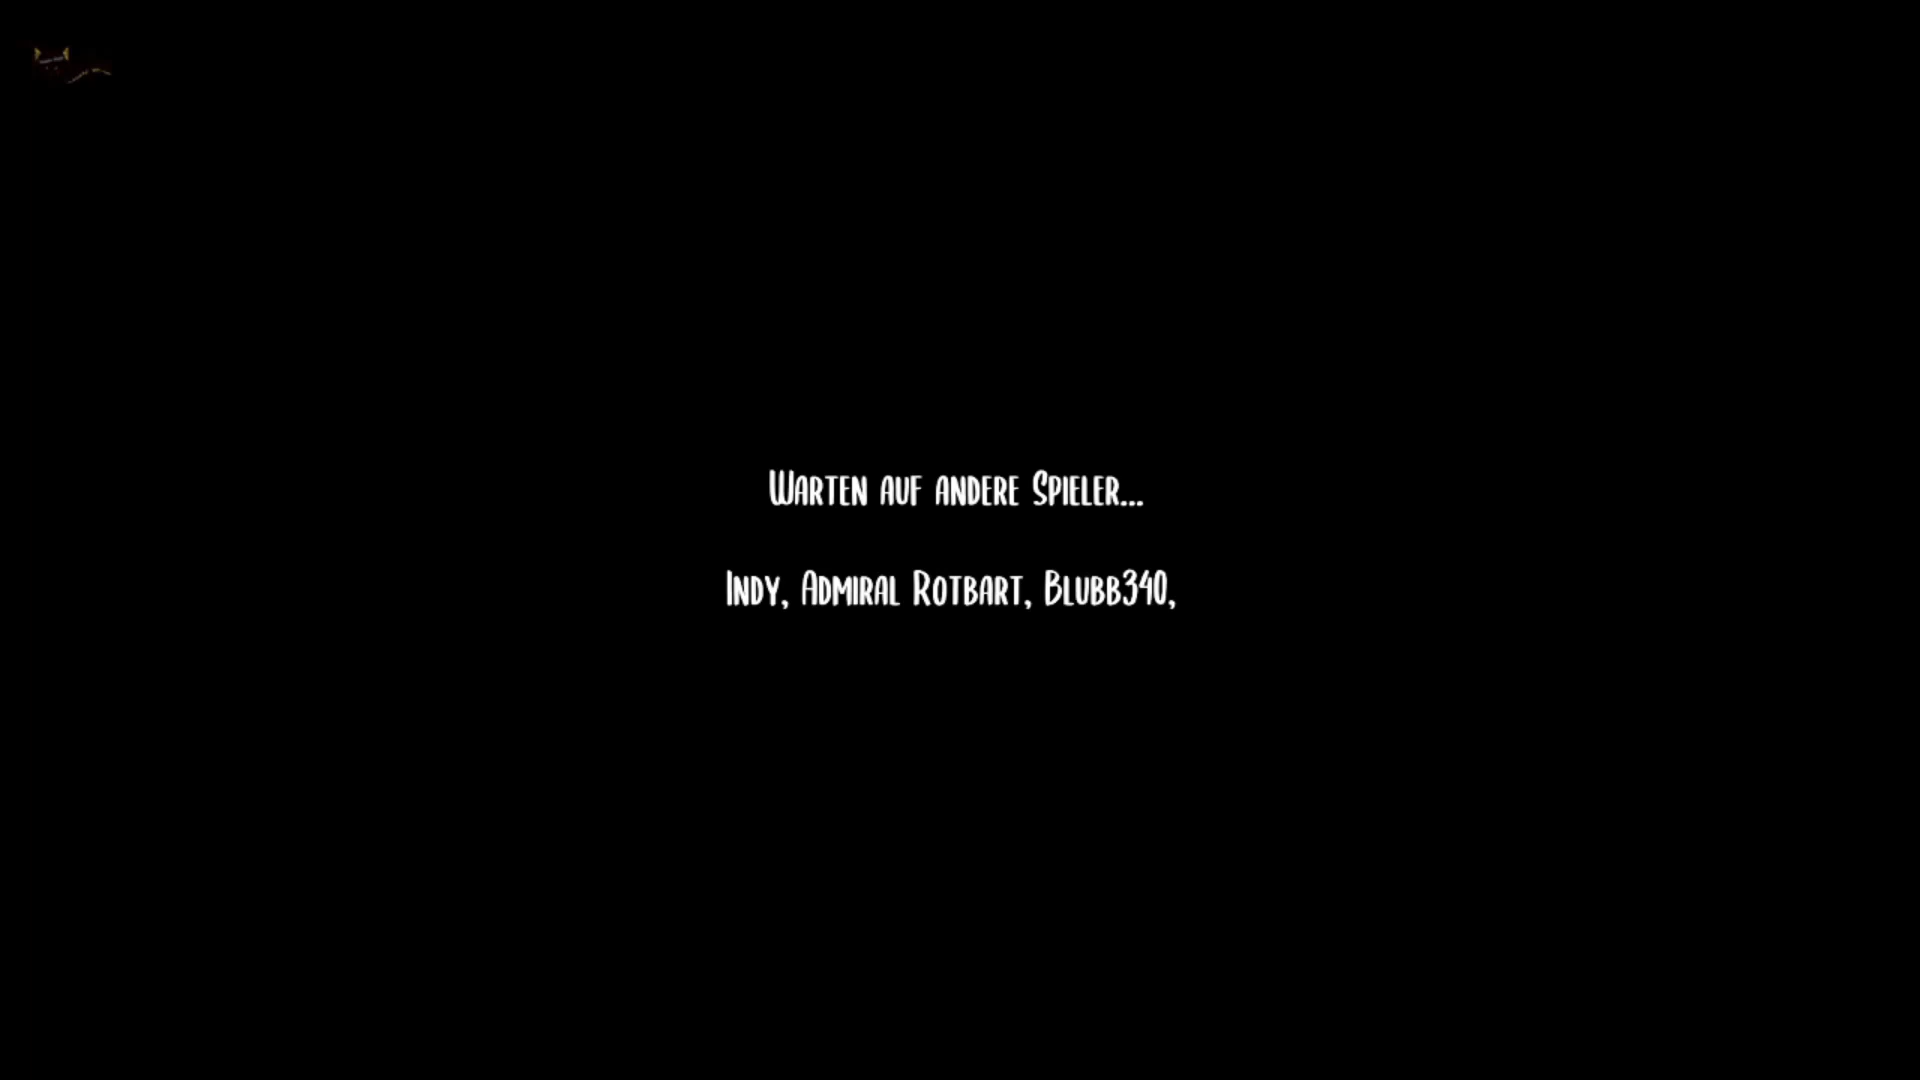 Warten auf andere Spieler...
Indy, Admiral Rotbart, Blubb340,